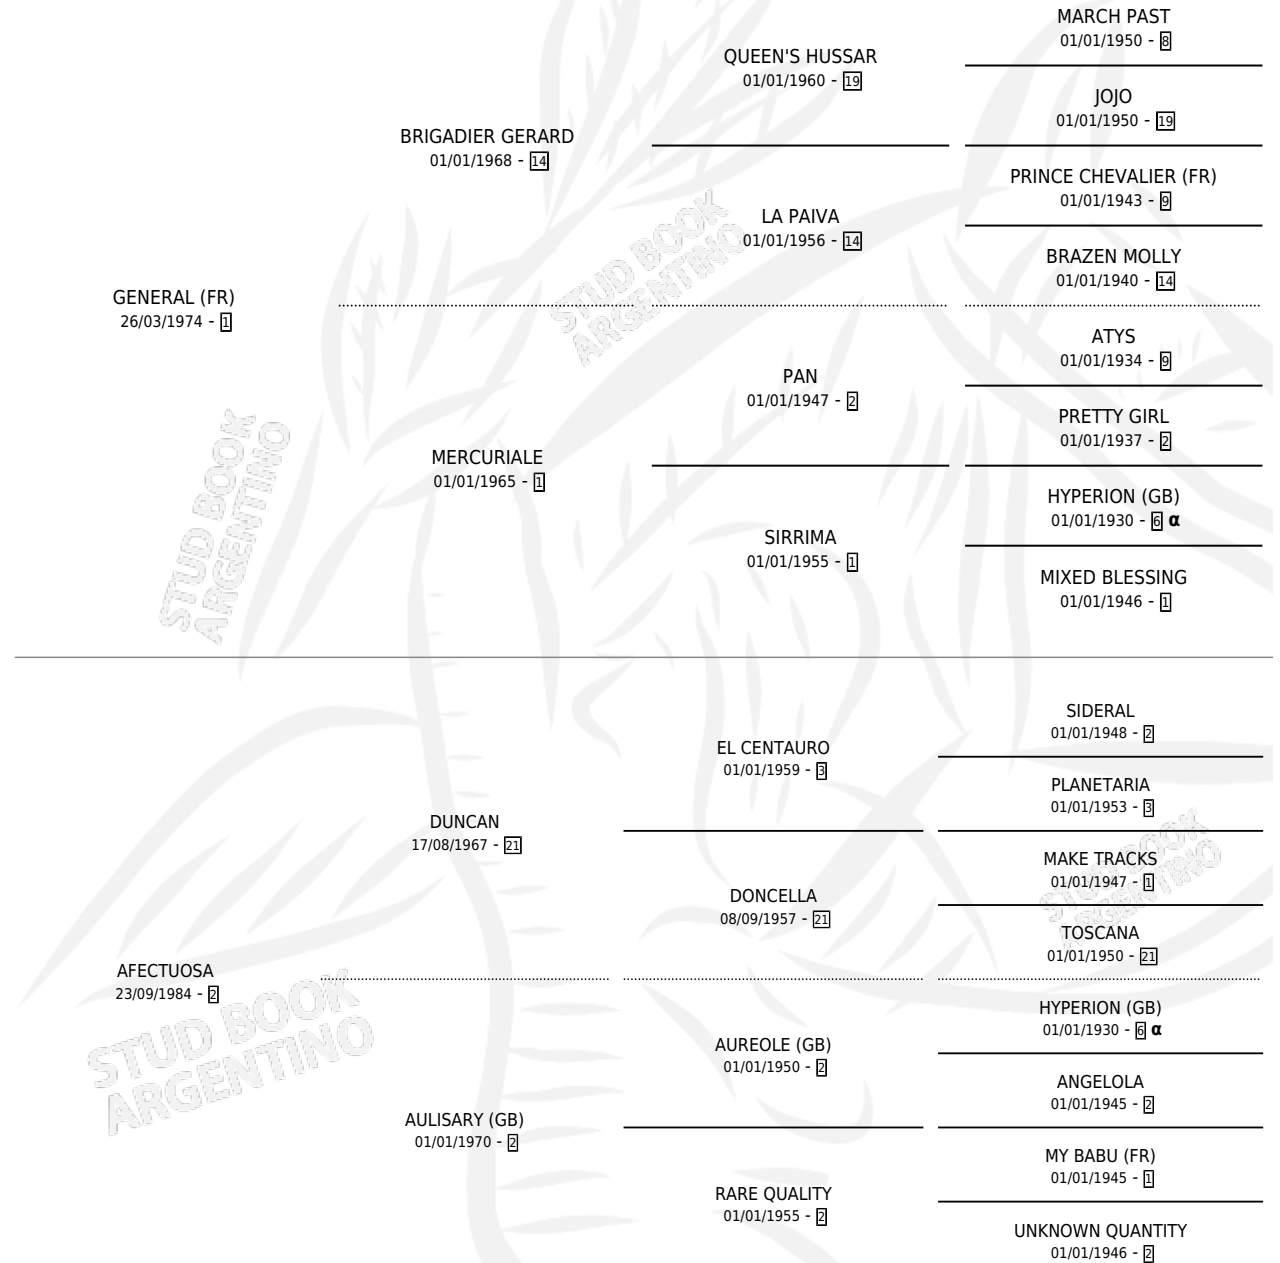 MARCH PAST
01/01/1950 - 8
QUEEN'S HUSSAR
01/01/1960 - 19
JOJO
01/01/1950 - 19
BRIGADIER GERARD
01/01/1968 - 14
PRINCE CHEVALIER (FR)
01/01/1943 - 9
LA PAIVA
01/01/1956 - 14
BRAZEN MOLLY
01/01/1940 - 14
GENERAL (FR)
26/03/1974 - 1
STUD BOOK
ARGENTINO
ATYS
01/01/1934 - 9
PAN
01/01/1947 - 2
PRETTY GIRL
01/01/1937 - 2
MERCURIALE
01/01/1965 - 1
HYPERION (GB)
01/01/1930 - 6 α
SIRRIMA
01/01/1955 - 1
MIXED BLESSING
01/01/1946 - 1
STUD BOOK
ARGENTINO
SIDERAL
01/01/1948 - 2
EL CENTAURO
01/01/1959 - 3
PLANETARIA
01/01/1953 - 3
DUNCAN
17/08/1967 - 21
MAKE TRACKS
01/01/1947 - 1
DONCELLA
08/09/1957 - 21
TOSCANA
01/01/1950 - 21
STUD BOOK
ARGENTINO
AFECTUOSA
23/09/1984 - 2
HYPERION (GB)
01/01/1930 - 6 α
AUREOLE (GB)
01/01/1950 - 2
ANGELOLA
01/01/1945 - 2
STUD BOOK
ARGENTINO
AULISARY (GB)
01/01/1970 - 2
MY BABU (FR)
01/01/1945 - 1
RARE QUALITY
01/01/1955 - 2
UNKNOWN QUANTITY
01/01/1946 - 2